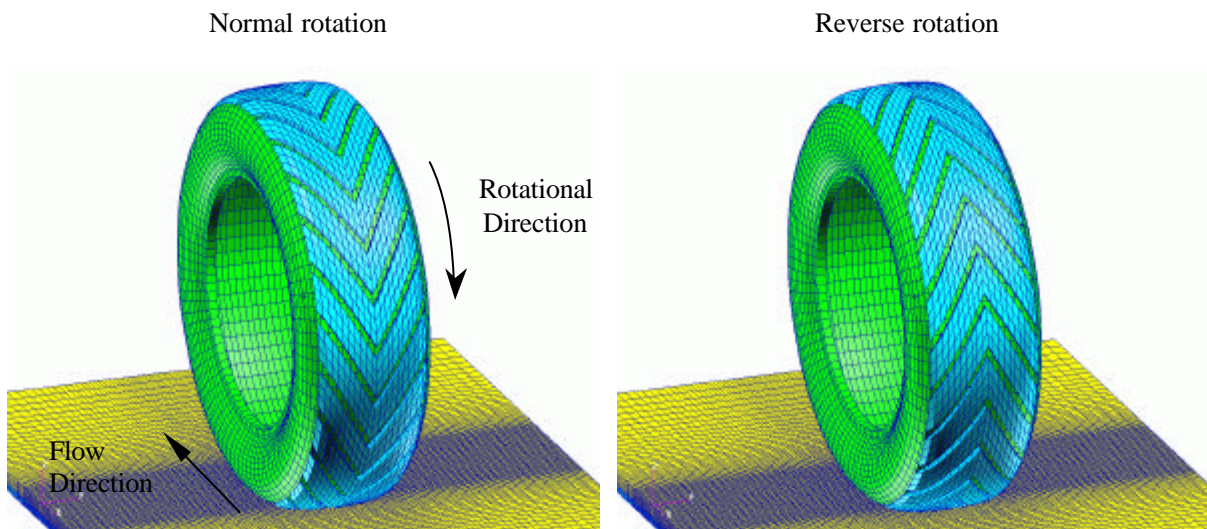 Normal rotation
Reverse rotation
Rotational
Direction
Flow
Direction